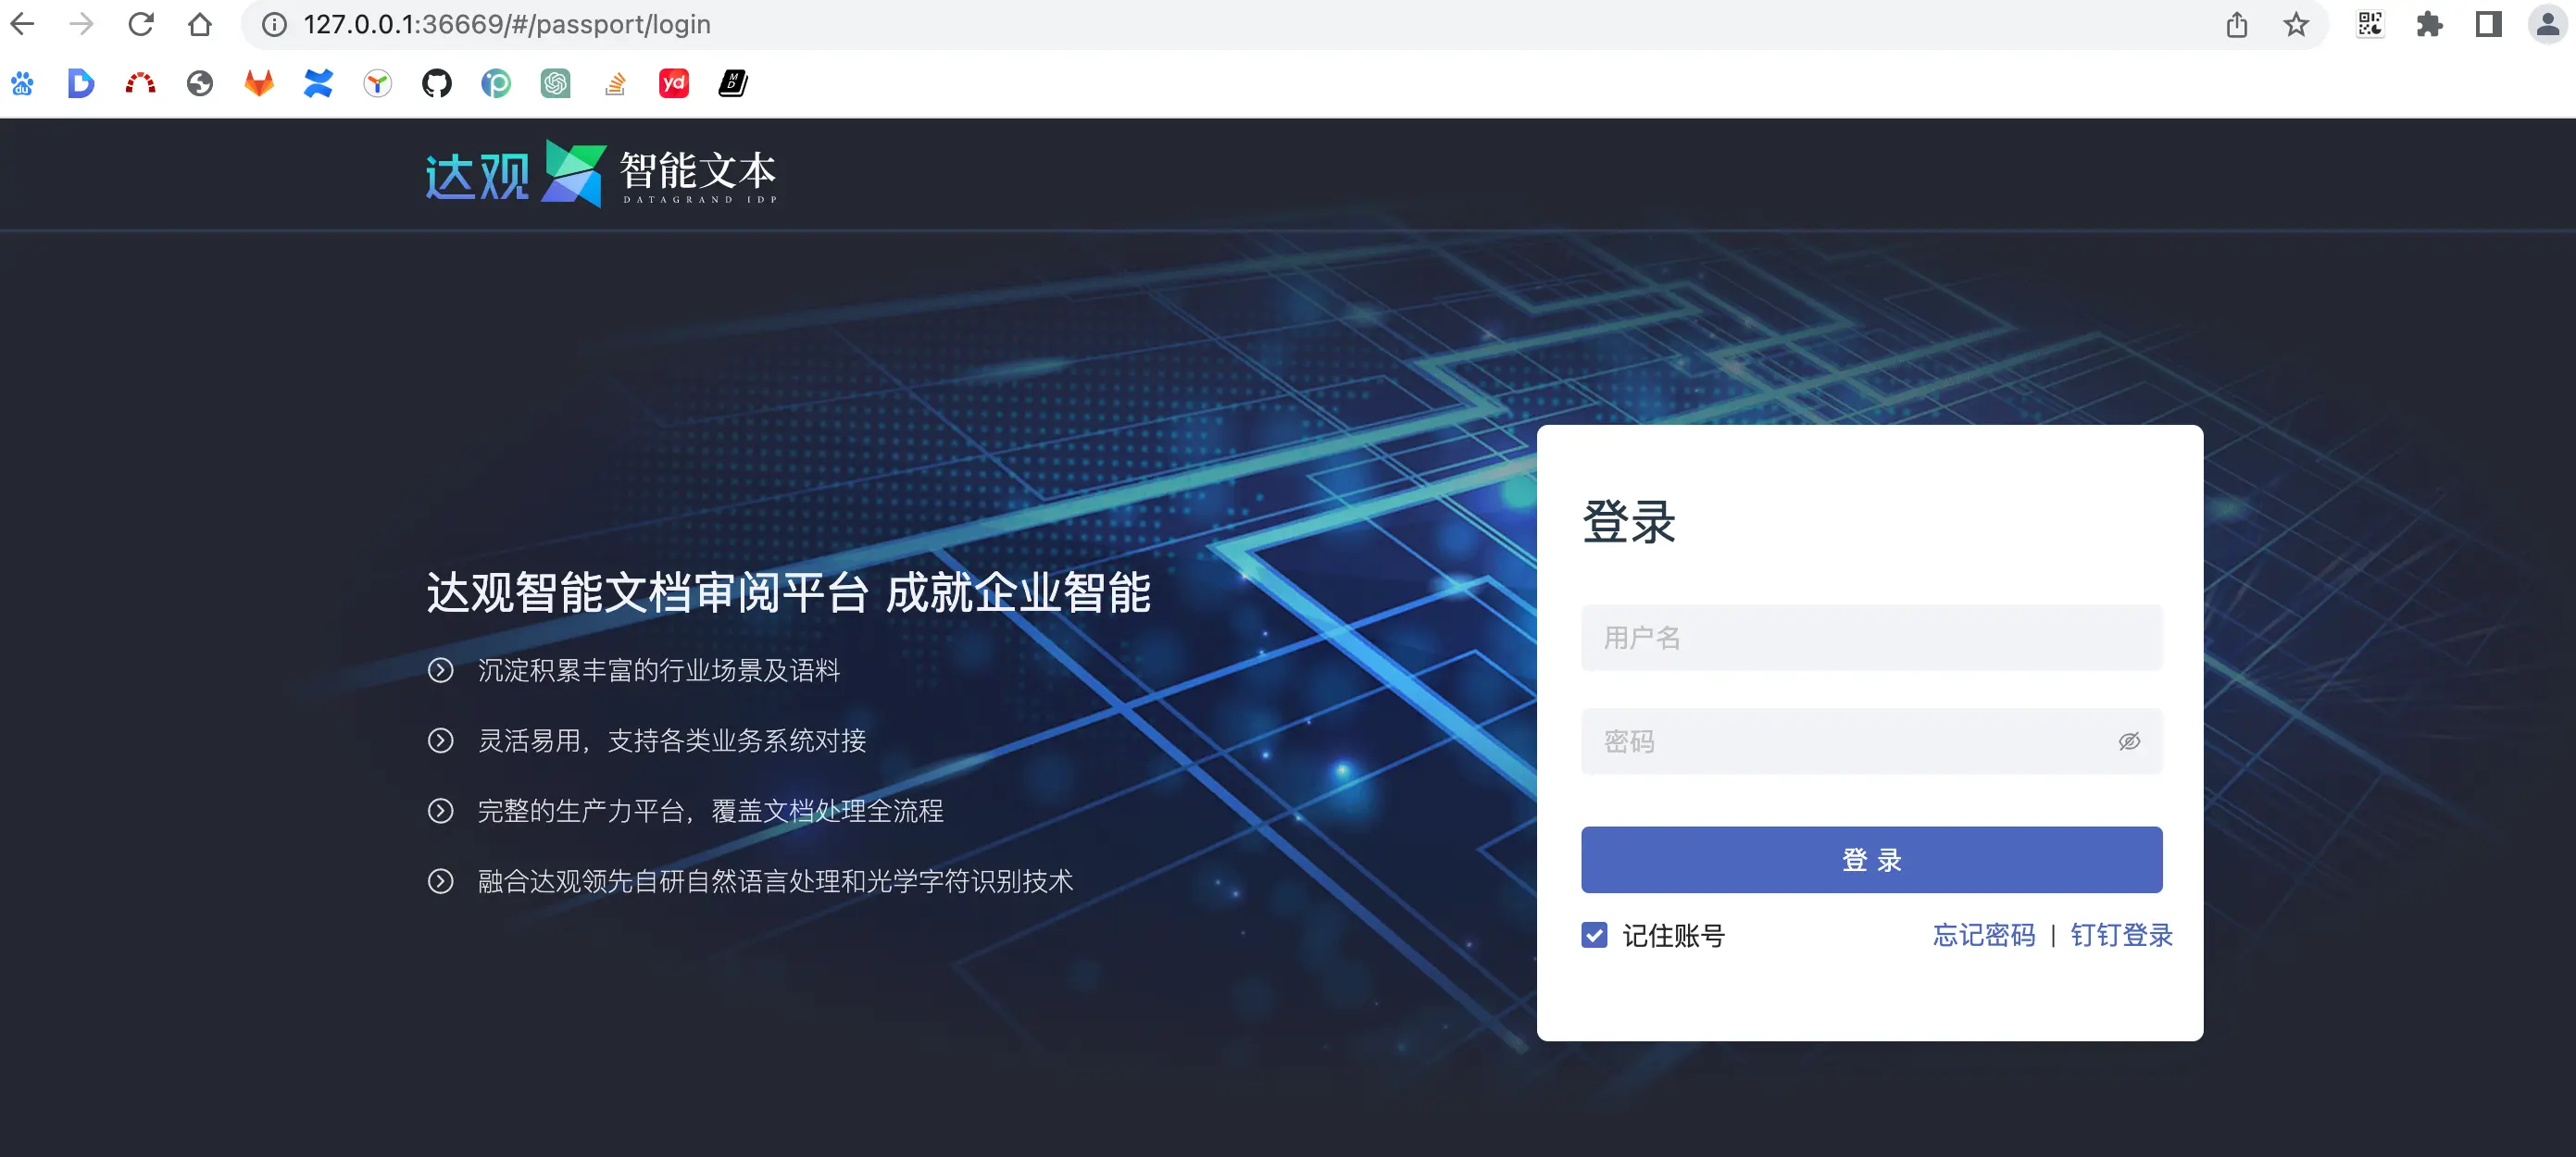 127.0.0.1:36669/#/passport/login
du
yd
M
D
达观
智能文本
DATAGRAND IDP
达观智能文档审阅平台 成就企业智能
沉淀积累丰富的行业场景及语料
灵活易用，支持各类业务系统对接
完整的生产力平台，覆盖文档处理全流程
融合达观领先自研自然语言处理和光学字符识别技术
登录
用户名
密码
登 录
记住账号
忘记密码 | 钉钉登录